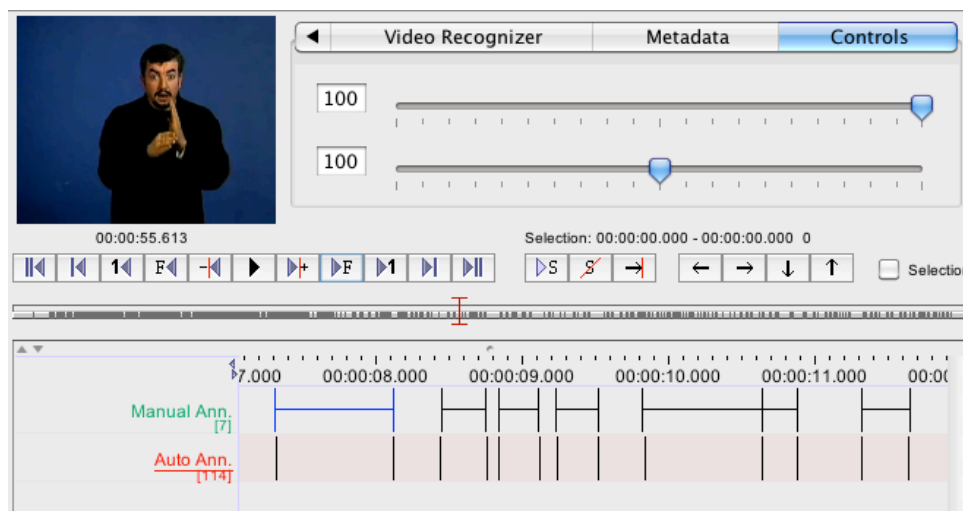 Video Recognizer Metadata Controls
100
100
00:00:55.613
Selection: 00:00:00.000 - 00:00:00.000 0
1 F - + F 1 S S Selection
7.000 00:00:08.000 00:00:09.000 00:00:10.000 00:00:11.000 00:00
Manual Ann.
[7]
Auto Ann.
[114]